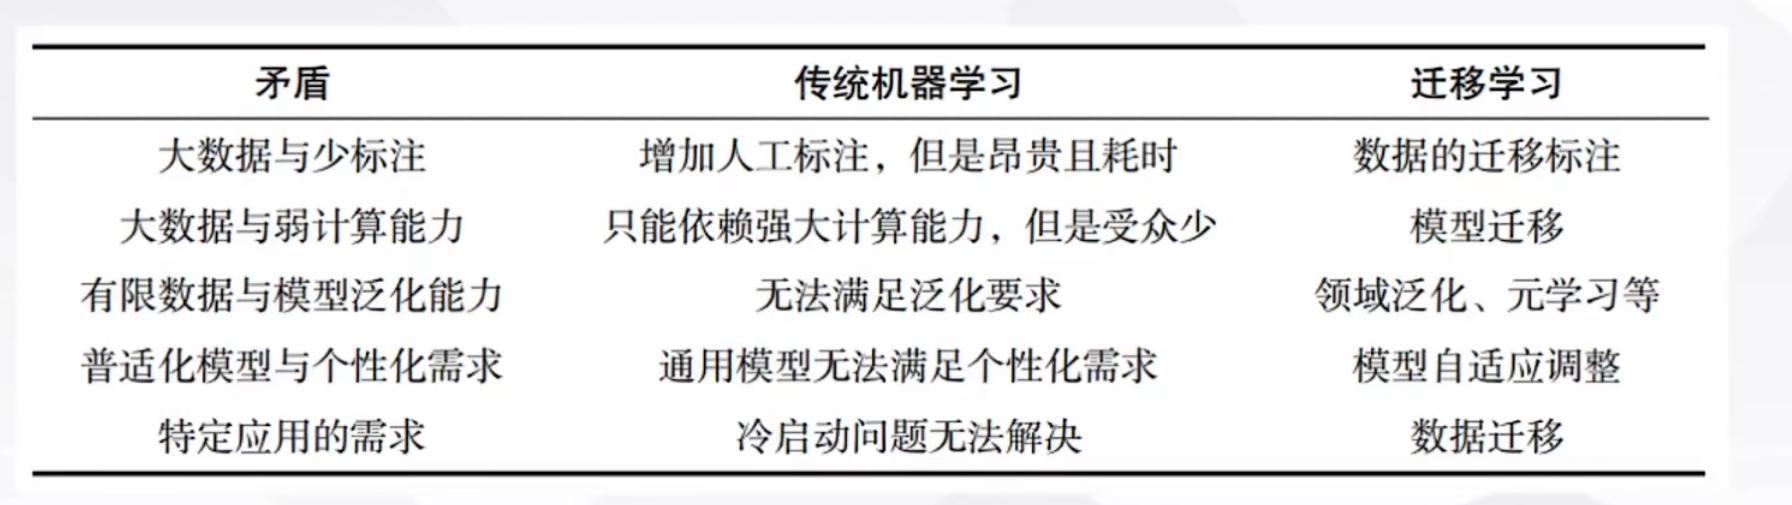 矛盾 传统机器学习 迁移学习
大数据与少标注 增加人工标注，但是昂贵且耗时 数据的迁移标注
大数据与弱计算能力 只能依赖强大计算能力，但是受众少 模型迁移
有限数据与模型泛化能力 无法满足泛化要求 领域泛化、元学习等
普适化模型与个性化需求 通用模型无法满足个性化需求 模型自适应调整
特定应用的需求 冷启动问题无法解决 数据迁移